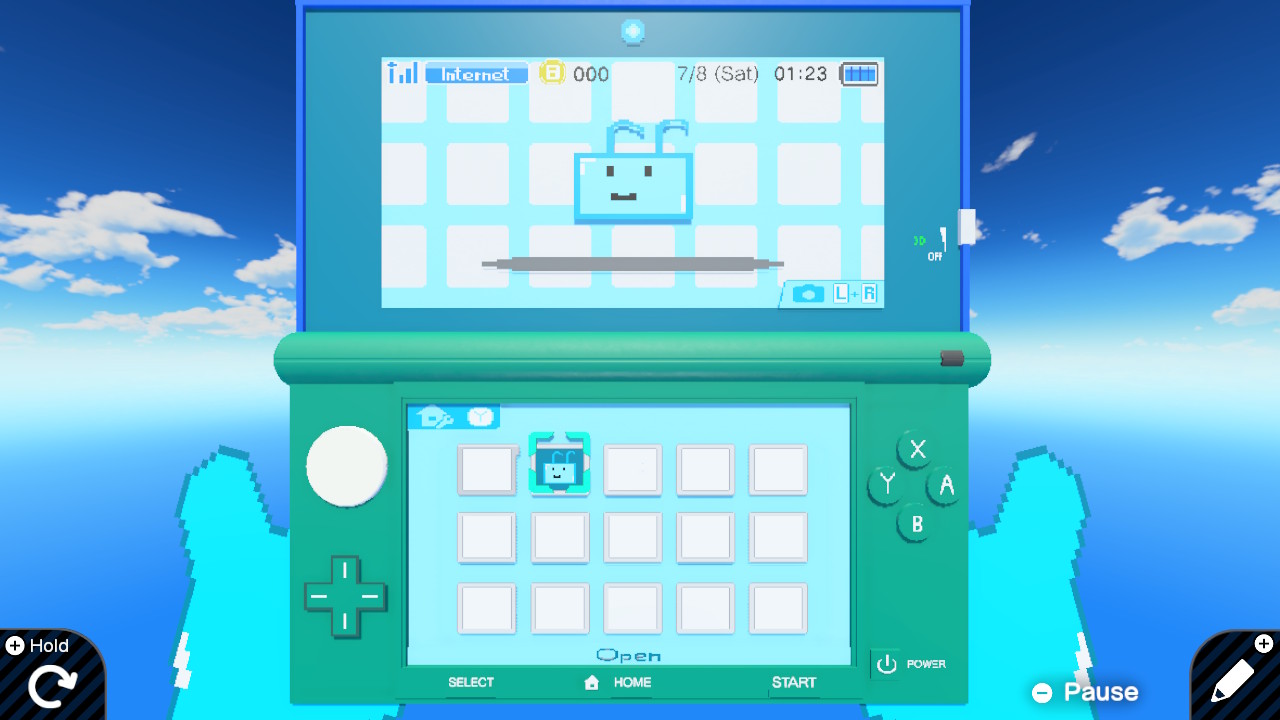 Internet B 000 7/8 (Sat) 01:23
OFF
L+R
Y
X
Y A
B
Open
SELECT HOME START
POWER
+ Hold
+
- Pause